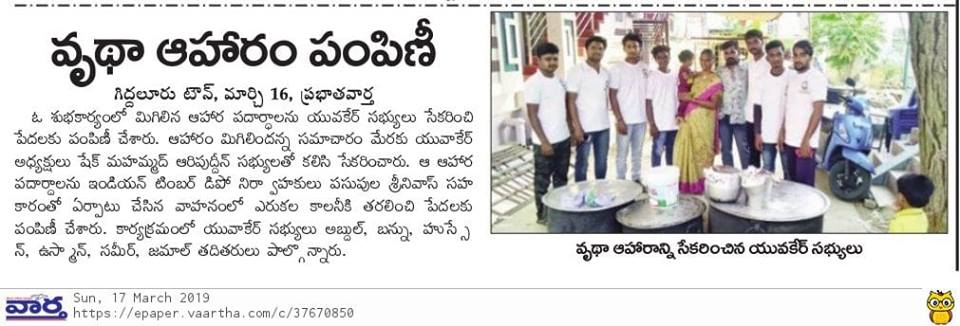 వృథా ఆహారం పంపిణీ
గిద్దలూరు టౌన్, మార్చి 16, ప్రభాతవార్త
ఓ శుభకార్యంలో మిగిలిన ఆహార పదార్థాలను యువకేర్ సభ్యులు సేకరించి
పేదలకు పంపిణీ చేశారు. ఆహారం మిగిలిందన్న సమాచారం మేరకు యువాకేర్
అధ్యక్షులు షేక్ మహమ్మద్ ఆరిపుద్దీన్ సభ్యులతో కలిసి సేకరించారు. ఆ ఆహార
పదార్దాలను ఇండియన్ టింబర్ డిపో నిర్వాహకులు పసుపుల శ్రీనివాస్ సహ
కారంతో ఏర్పాటు చేసిన వాహనంలో ఎరుకల కాలనీకి తరలించి పేదలకు
పంపిణీ చేశారు. కార్యక్రమంలో యువాకేర్ సభ్యులు అబ్దుల్, బన్ను, హుస్సే
న్, ఉస్మాన్, సమీర్, జమాల్ తదితరులు పాల్గొన్నారు.
వృథా ఆహారాన్ని సేకరించిన యువకేర్ సభ్యులు
వార్త
Sun, 17 March 2019
https://epaper.vaartha.com/c/37670850